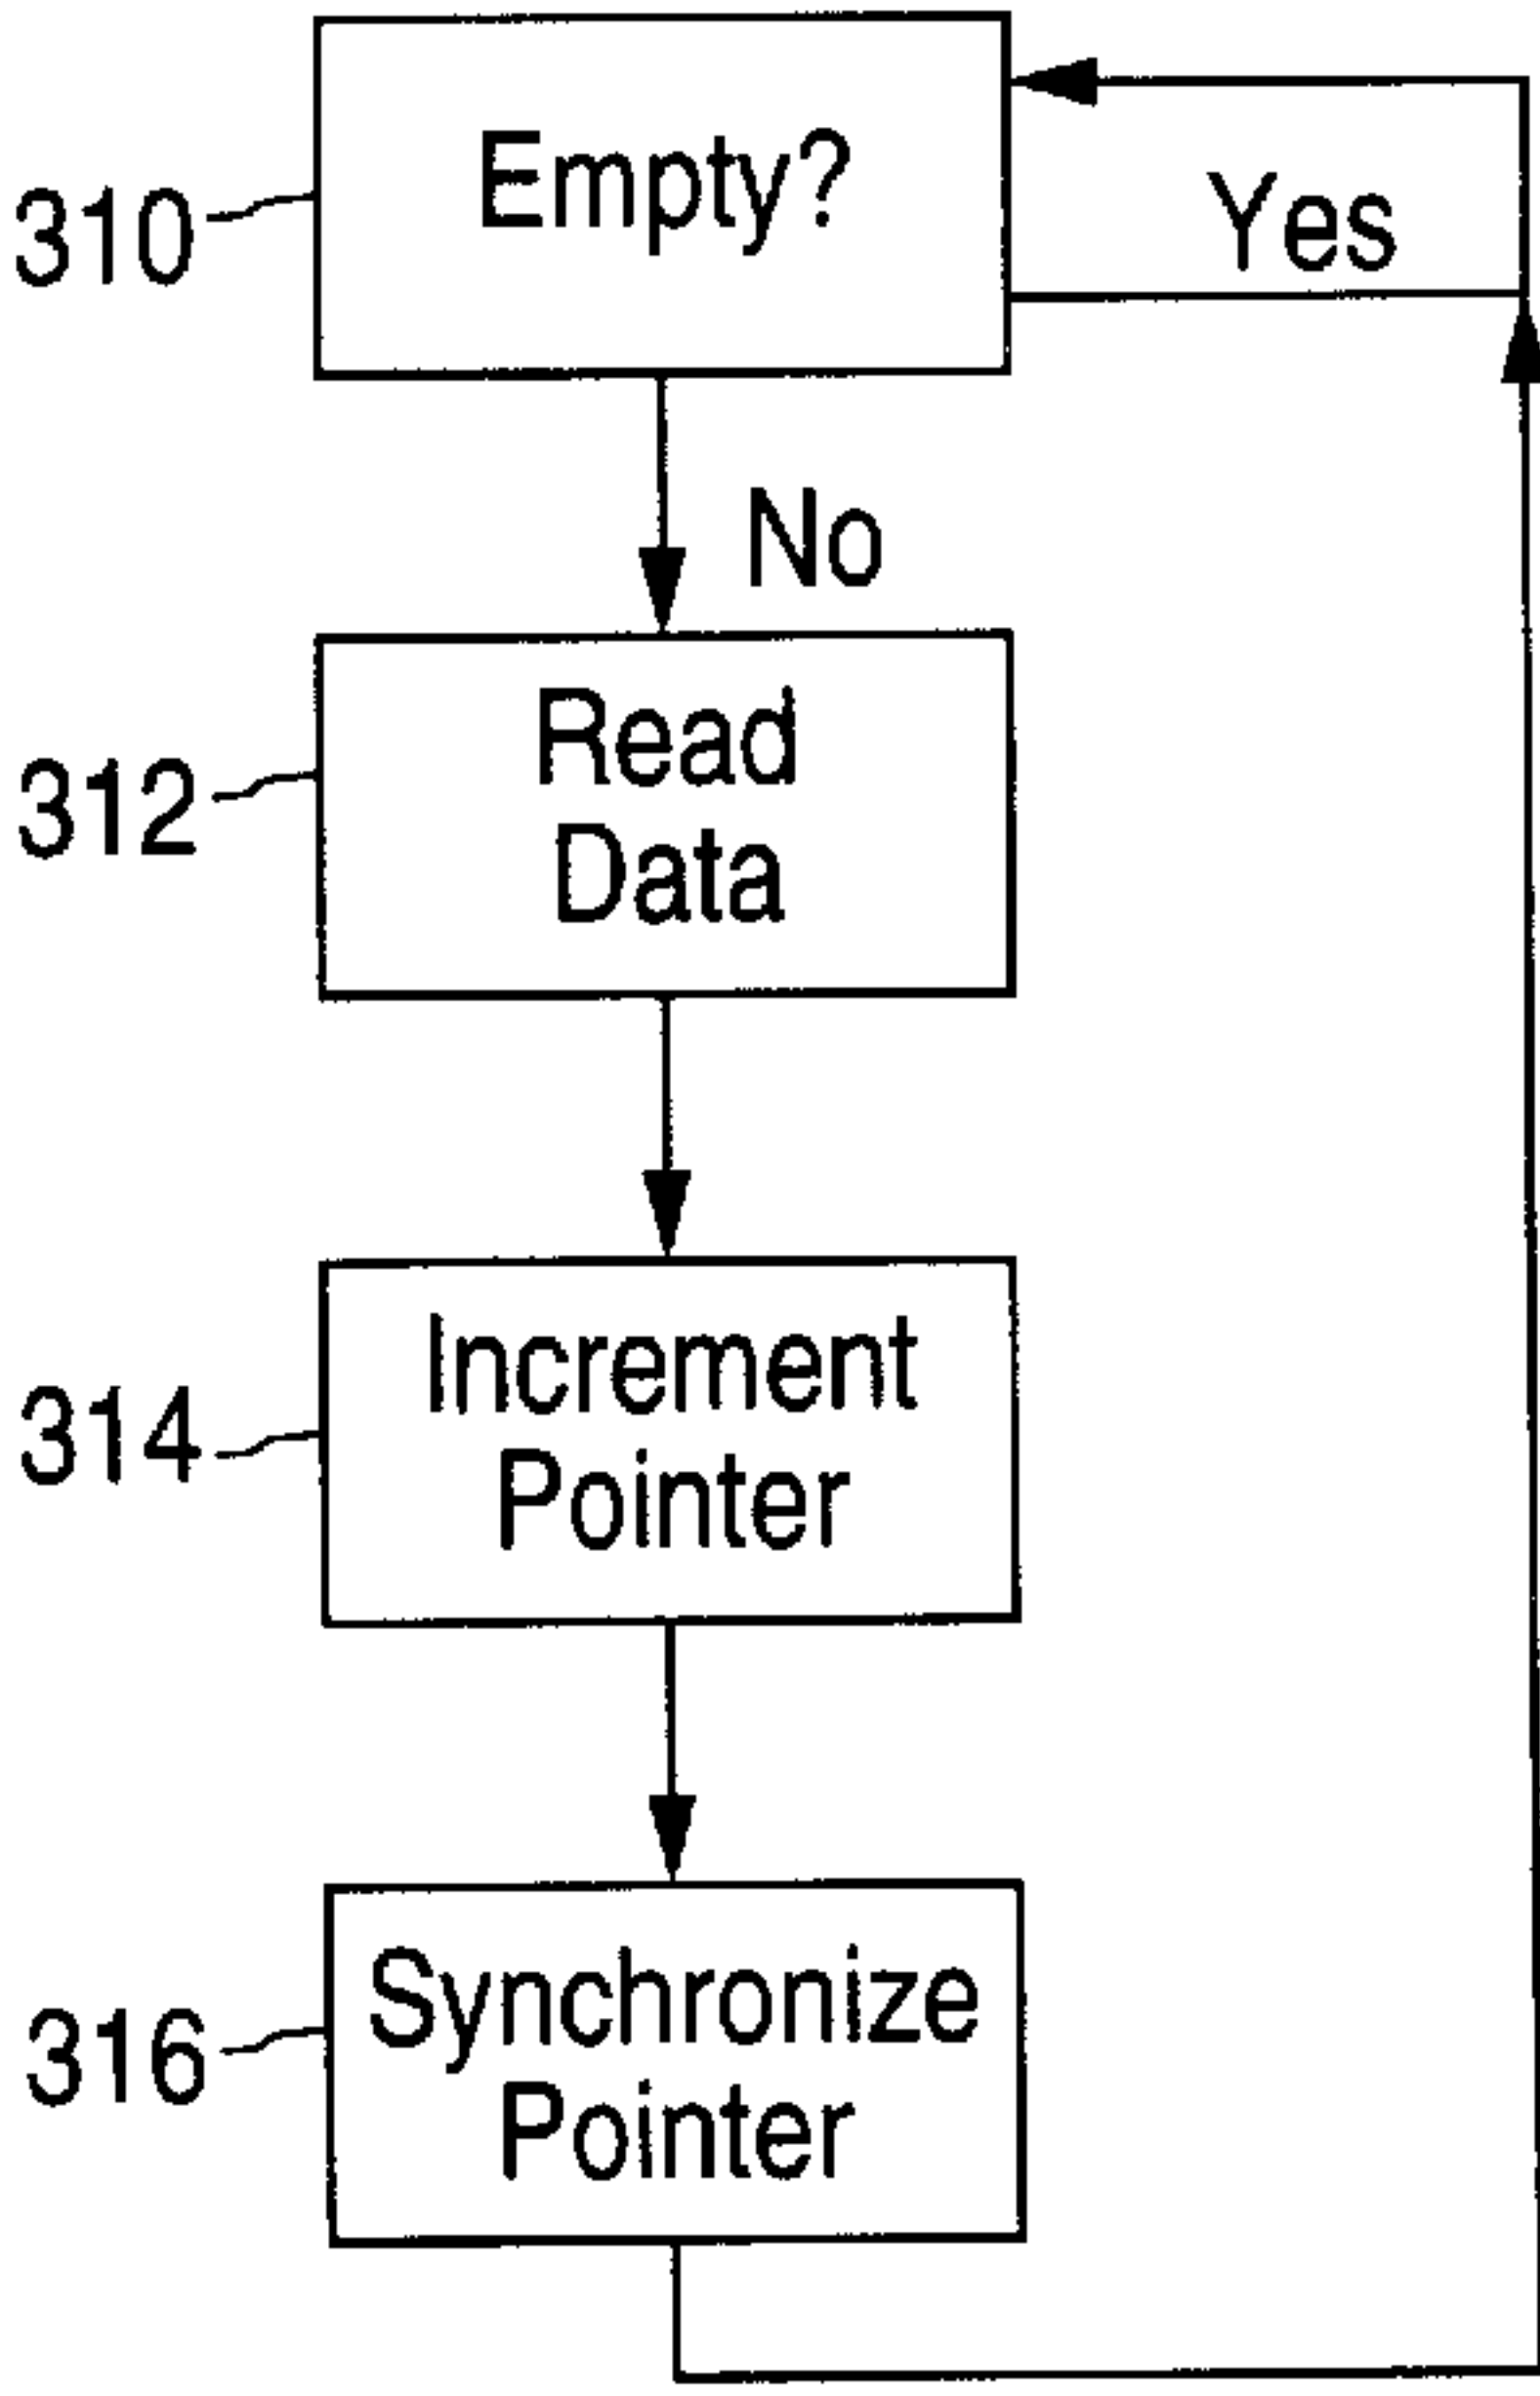 Empty?
310
Yes
No
Read
Data
312
Increment
Pointer
314
Synchronize
Pointer
316